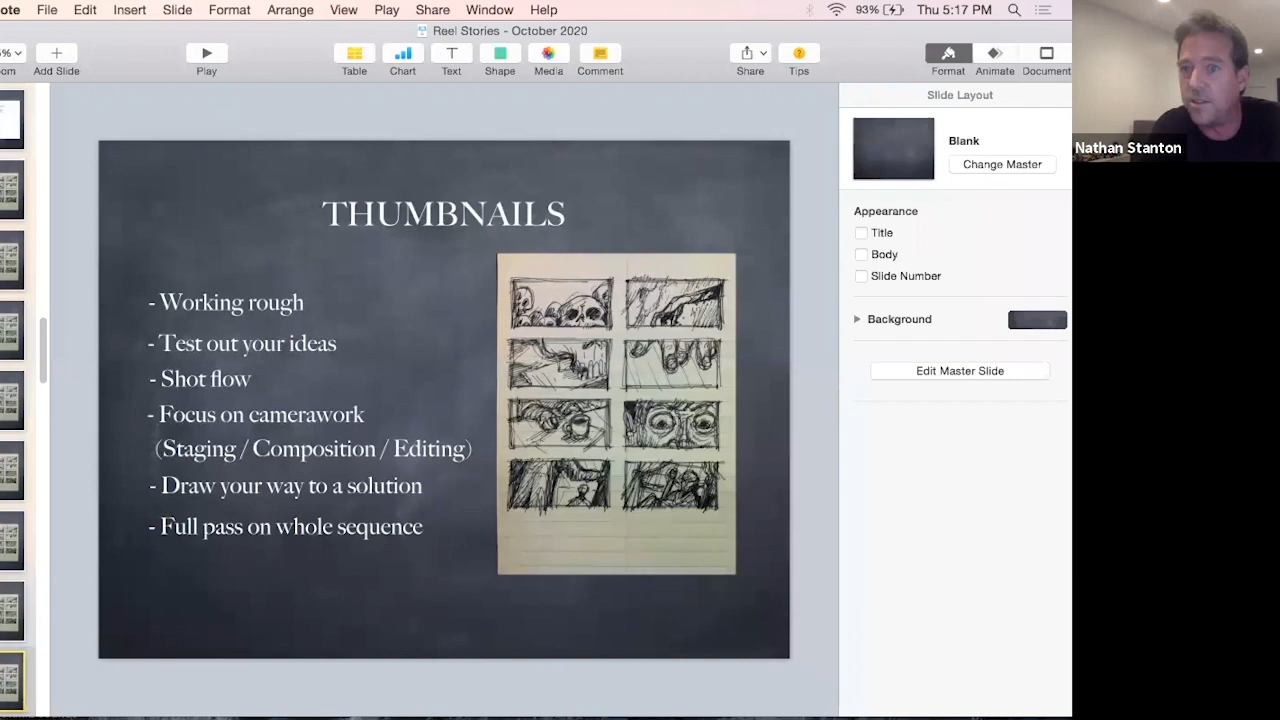 ote File Edit Insert Slide Format Arrange View Play Share Window Help 93% Thu 5:17 PM
Reel Stories - October 2020
% Add Slide Play Table Chart Text Shape Media Comment Share Tips Format Animate Document
Slide Layout
Blank
Change Master
Nathan Stanton
Appearance
Title
Body
Slide Number
Background
Edit Master Slide
THUMBNAILS
- Working rough
- Test out your ideas
- Shot flow
- Focus on camerawork
(Staging / Composition / Editing)
- Draw your way to a solution
- Full pass on whole sequence